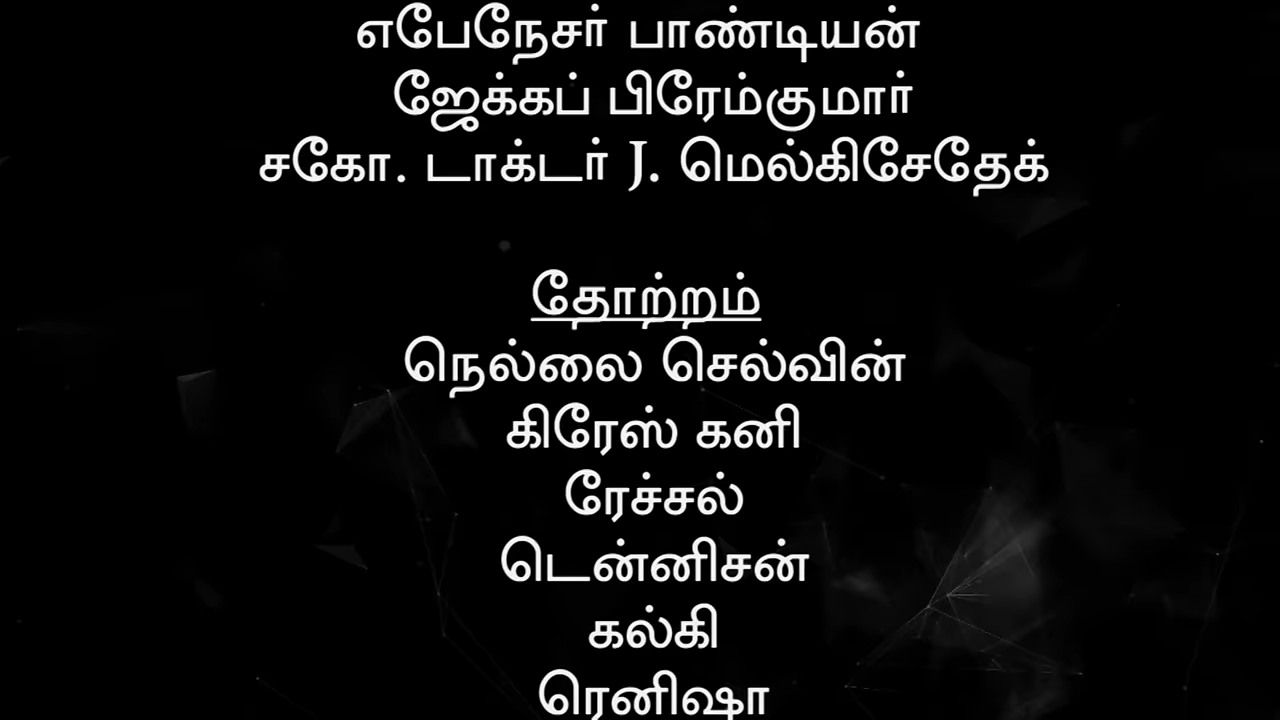 எபேநேசர் பாண்டியன்
ஜேக்கப் பிரேம்குமார்
சகோ. டாக்டர் J. மெல்கிசேதேக்
தோற்றம்
நெல்லை செல்வின்
கிரேஸ் கனி
ரேச்சல்
டென்னிசன்
கல்கி
ரெனிஷா